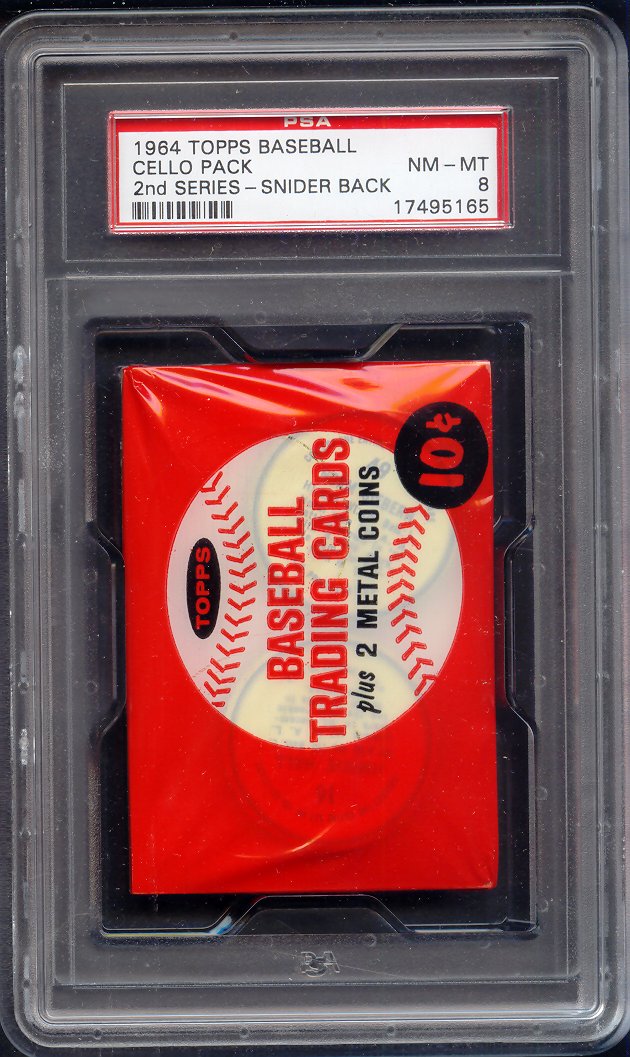 PSA
1964 TOPPS BASEBALL
CELLO PACK NM – MT
2nd SERIES – SNIDER BACK 8
17495165
10¢
TOPPS
BASEBALL
TRADING CARDS
plus 2 METAL COINS
PSA